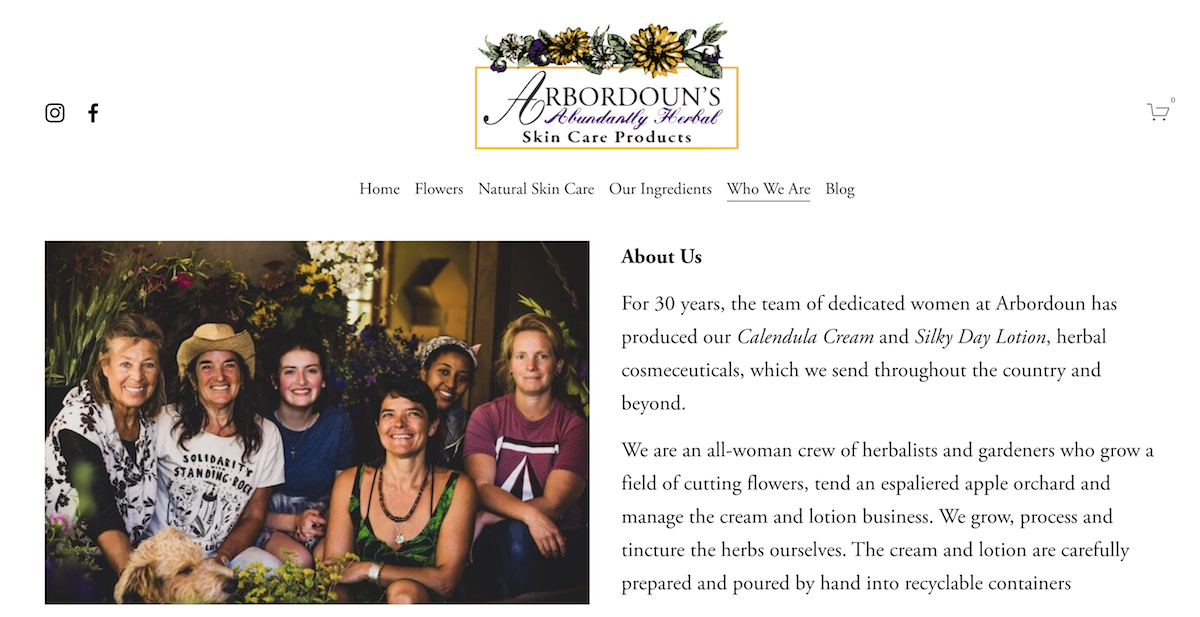 ARBORDOUN'S
Abundantly Herbal
Skin Care Products
0
Home Flowers Natural Skin Care Our Ingredients Who We Are Blog
SOLIDARITY
WITH
STANDING ROCK
About Us
For 30 years, the team of dedicated women at Arbordoun has
produced our Calendula Cream and Silky Day Lotion, herbal
cosmeceuticals, which we send throughout the country and
beyond.
We are an all-woman crew of herbalists and gardeners who grow a
field of cutting flowers, tend an espaliered apple orchard and
manage the cream and lotion business. We grow, process and
tincture the herbs ourselves. The cream and lotion are carefully
prepared and poured by hand into recyclable containers